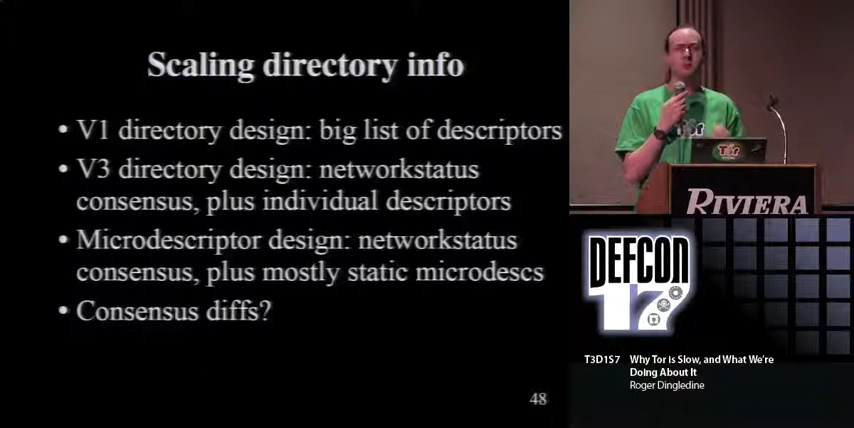 Scaling directory info
• V1 directory design: big list of descriptors
• V3 directory design: networkstatus
consensus, plus individual descriptors
• Microdescriptor design: networkstatus
consensus, plus mostly static microdescs
• Consensus diffs?
48
Tor
Tor
RIVIERA
DEFCON
17
T3D1S7 Why Tor is Slow, and What We're
Doing About It
Roger Dingledine